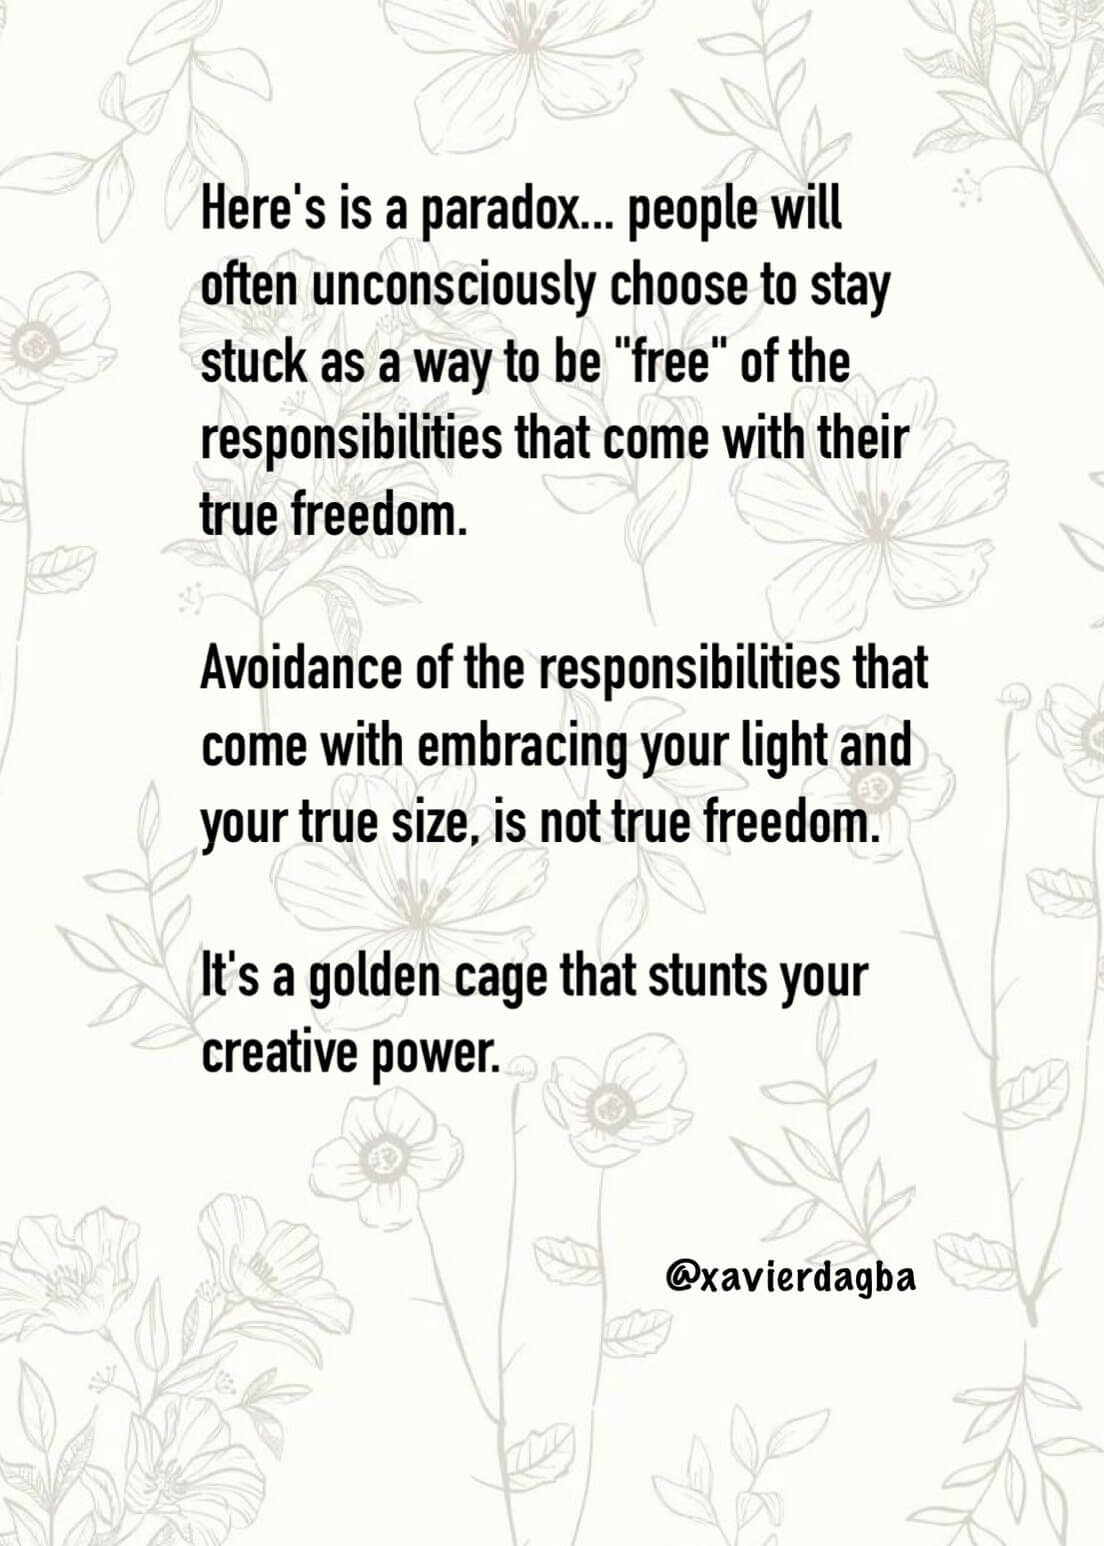 Here's is a paradox... people will
often unconsciously choose to stay
stuck as a way to be "free" of the
responsibilities that come with their
true freedom.
Avoidance of the responsibilities that
come with embracing your light and
your true size, is not true freedom.
It's a golden cage that stunts your
creative power.
@xavierdagba